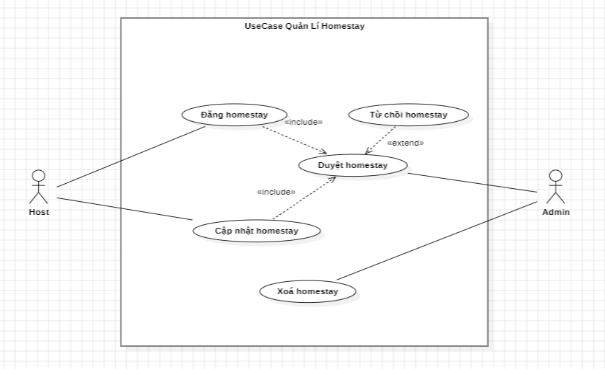 UseCase Quản Lí Homestay
Đăng homestay
Từ chối homestay
«include»
«extend»
Duyệt homestay
Host
Admin
«include»
Cập nhật homestay
Xoá homestay